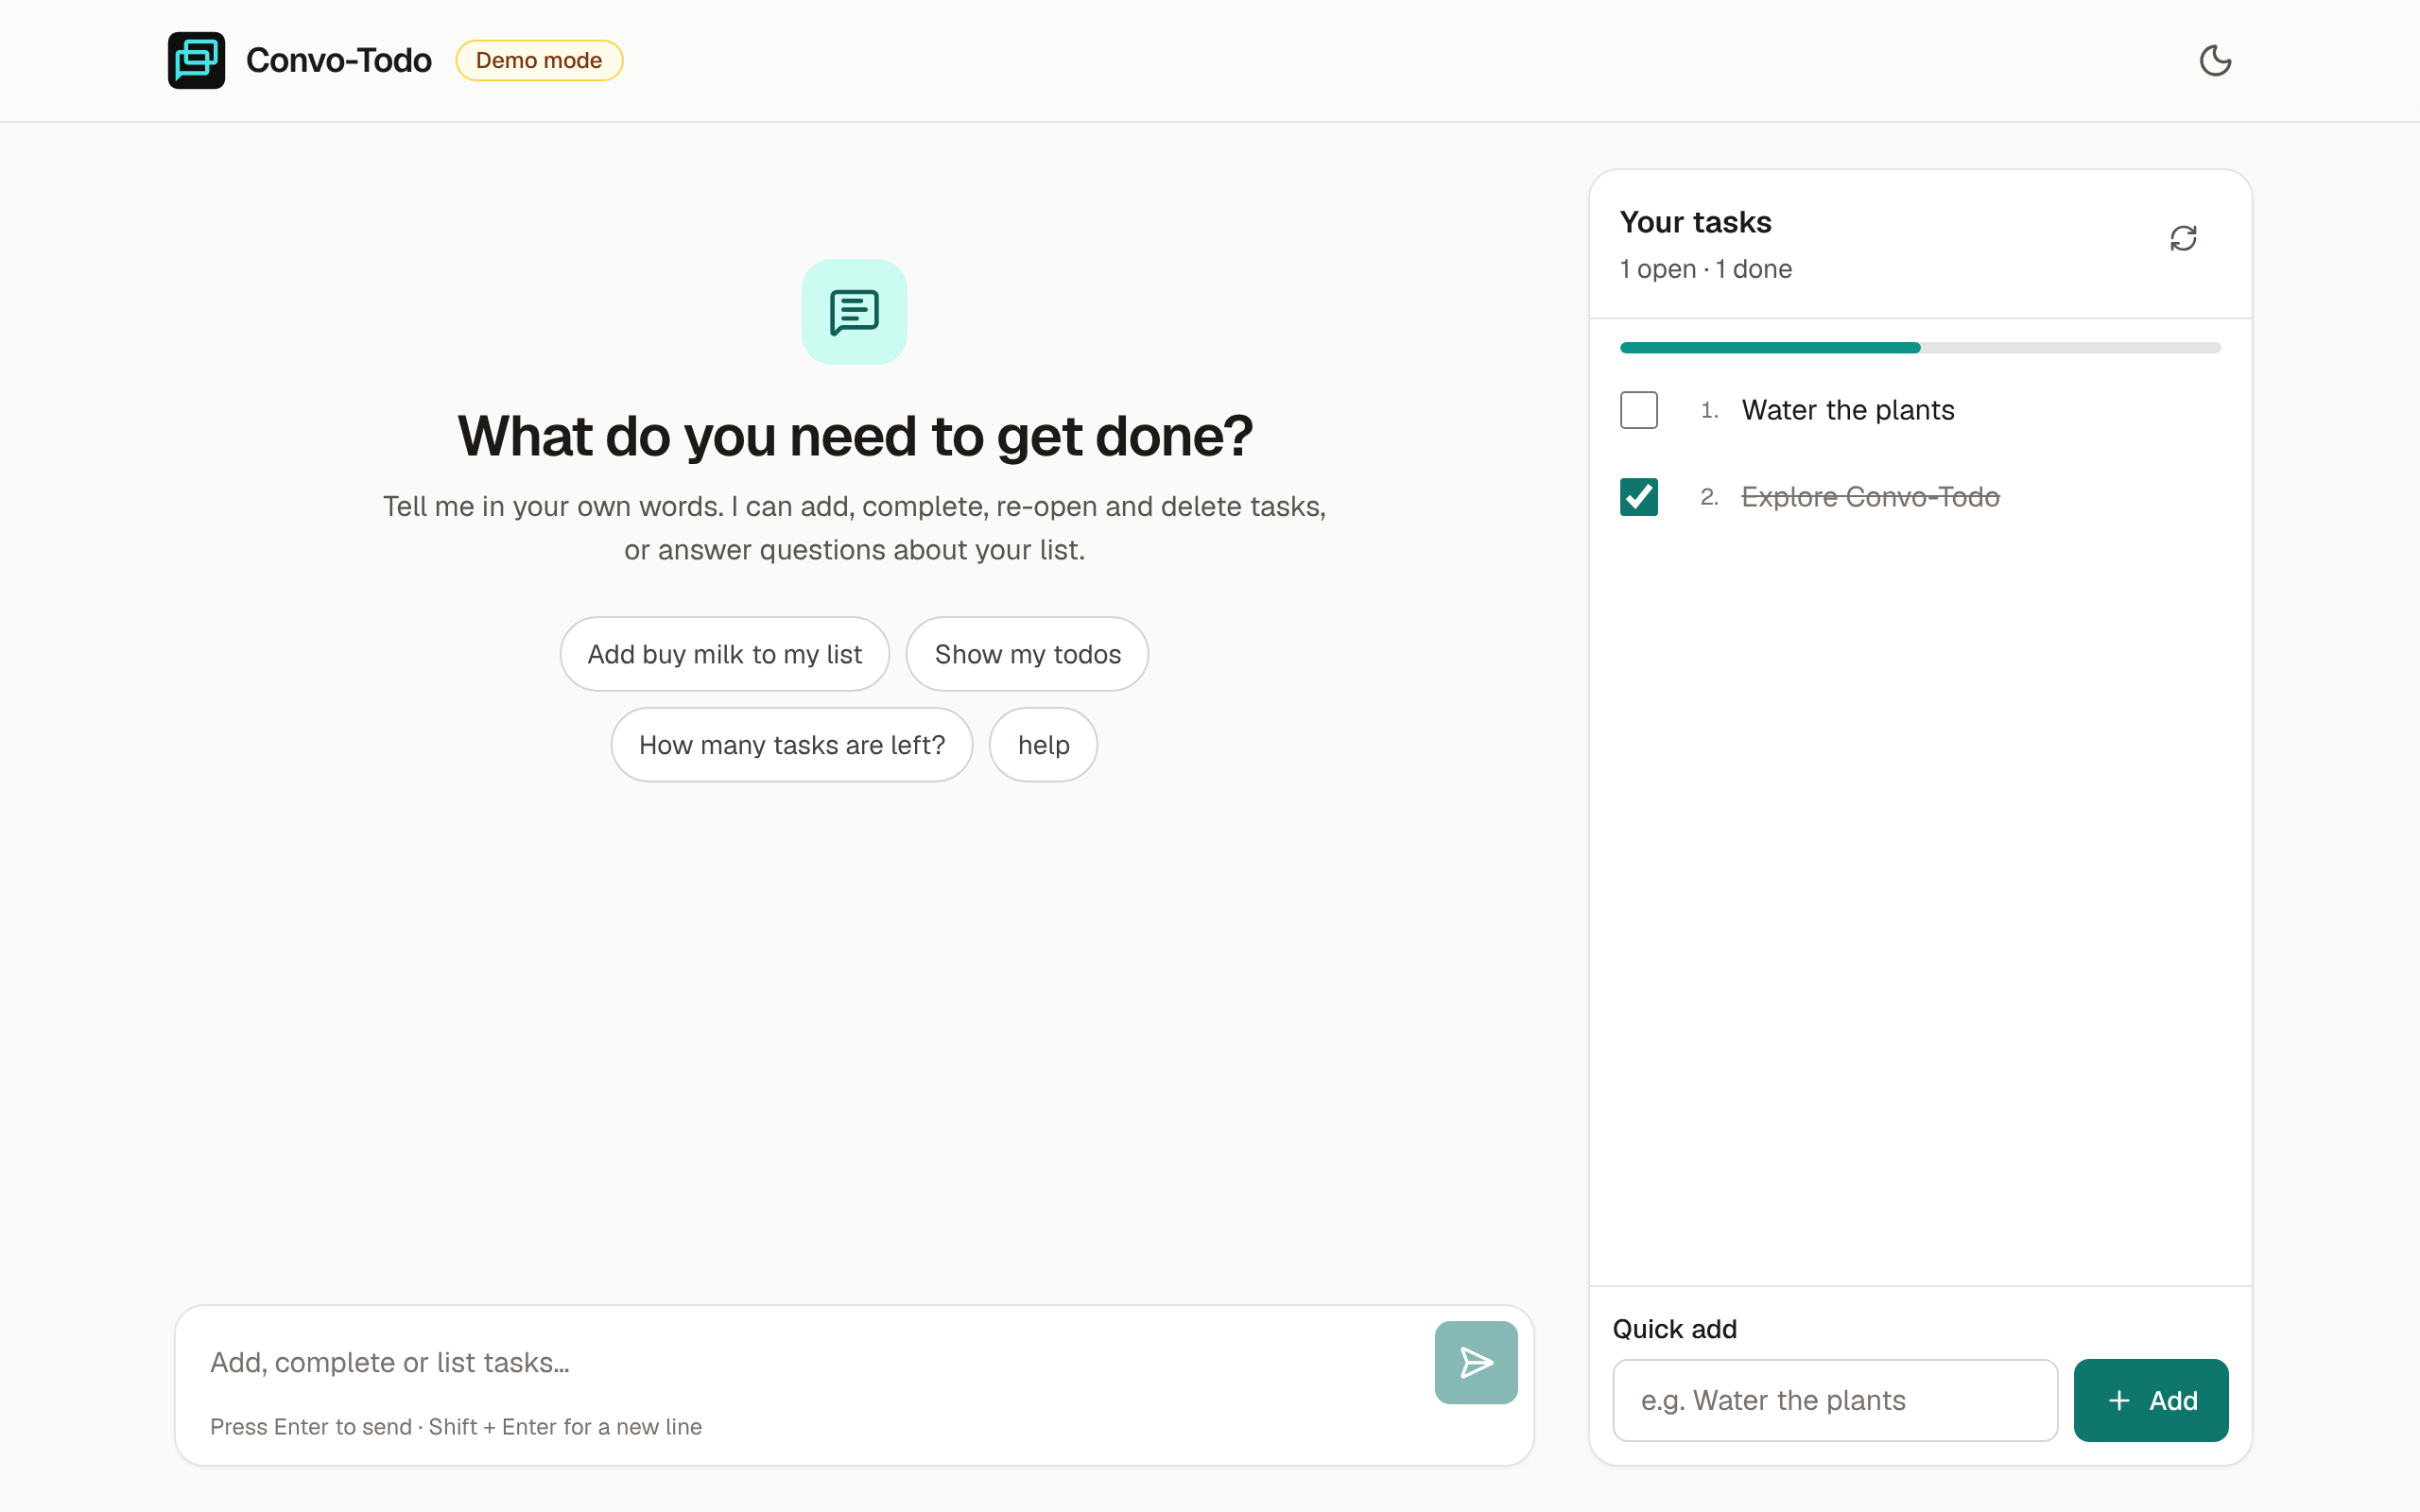 Convo-Todo
Demo mode
What do you need to get done?
Tell me in your own words. I can add, complete, re-open and delete tasks,
or answer questions about your list.
Add buy milk to my list
Show my todos
How many tasks are left?
help
Add, complete or list tasks...
Press Enter to send · Shift + Enter for a new line
Your tasks
1 open · 1 done
1. Water the plants
2. Explore Convo-Todo
Quick add
e.g. Water the plants
+ Add